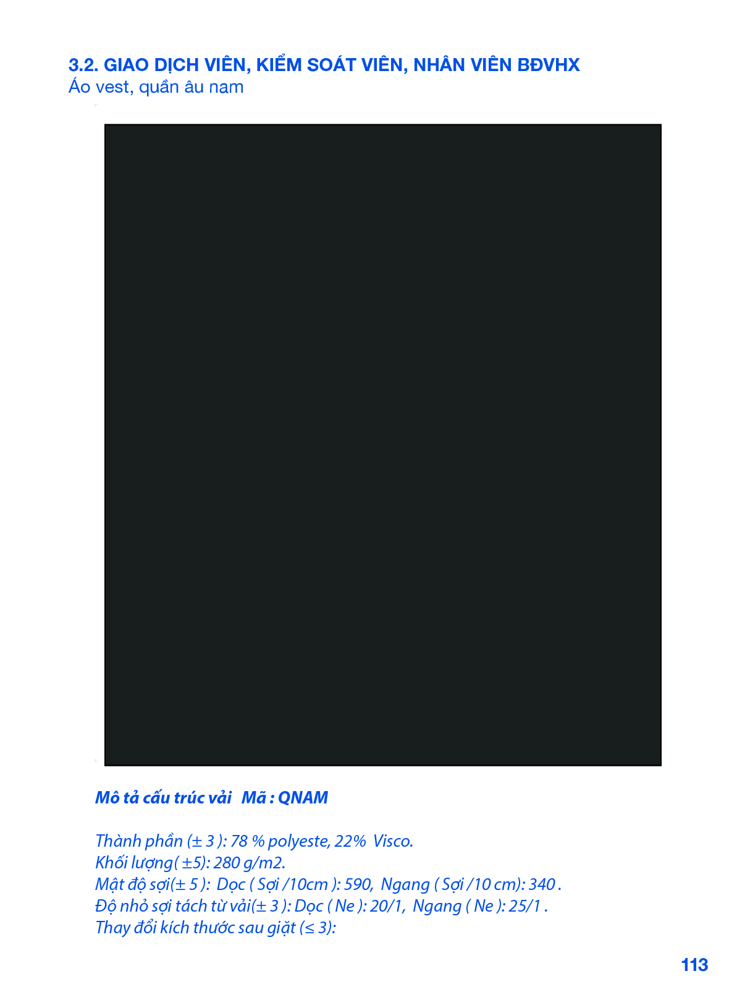 3.2. GIAO DỊCH VIÊN, KIỂM SOÁT VIÊN, NHÂN VIÊN BĐVHX
Áo vest, quần âu nam
Mô tả cấu trúc vải Mã : QNAM
Thành phần (± 3 ): 78 % polyeste, 22% Visco.
Khối lượng( ±5): 280 g/m2.
Mật độ sợi(± 5 ): Dọc ( Sợi /10cm ): 590, Ngang ( Sợi /10 cm): 340 .
Độ nhỏ sợi tách từ vải(± 3 ): Dọc ( Ne ): 20/1, Ngang ( Ne ): 25/1 .
Thay đổi kích thước sau giặt (≤ 3):
113